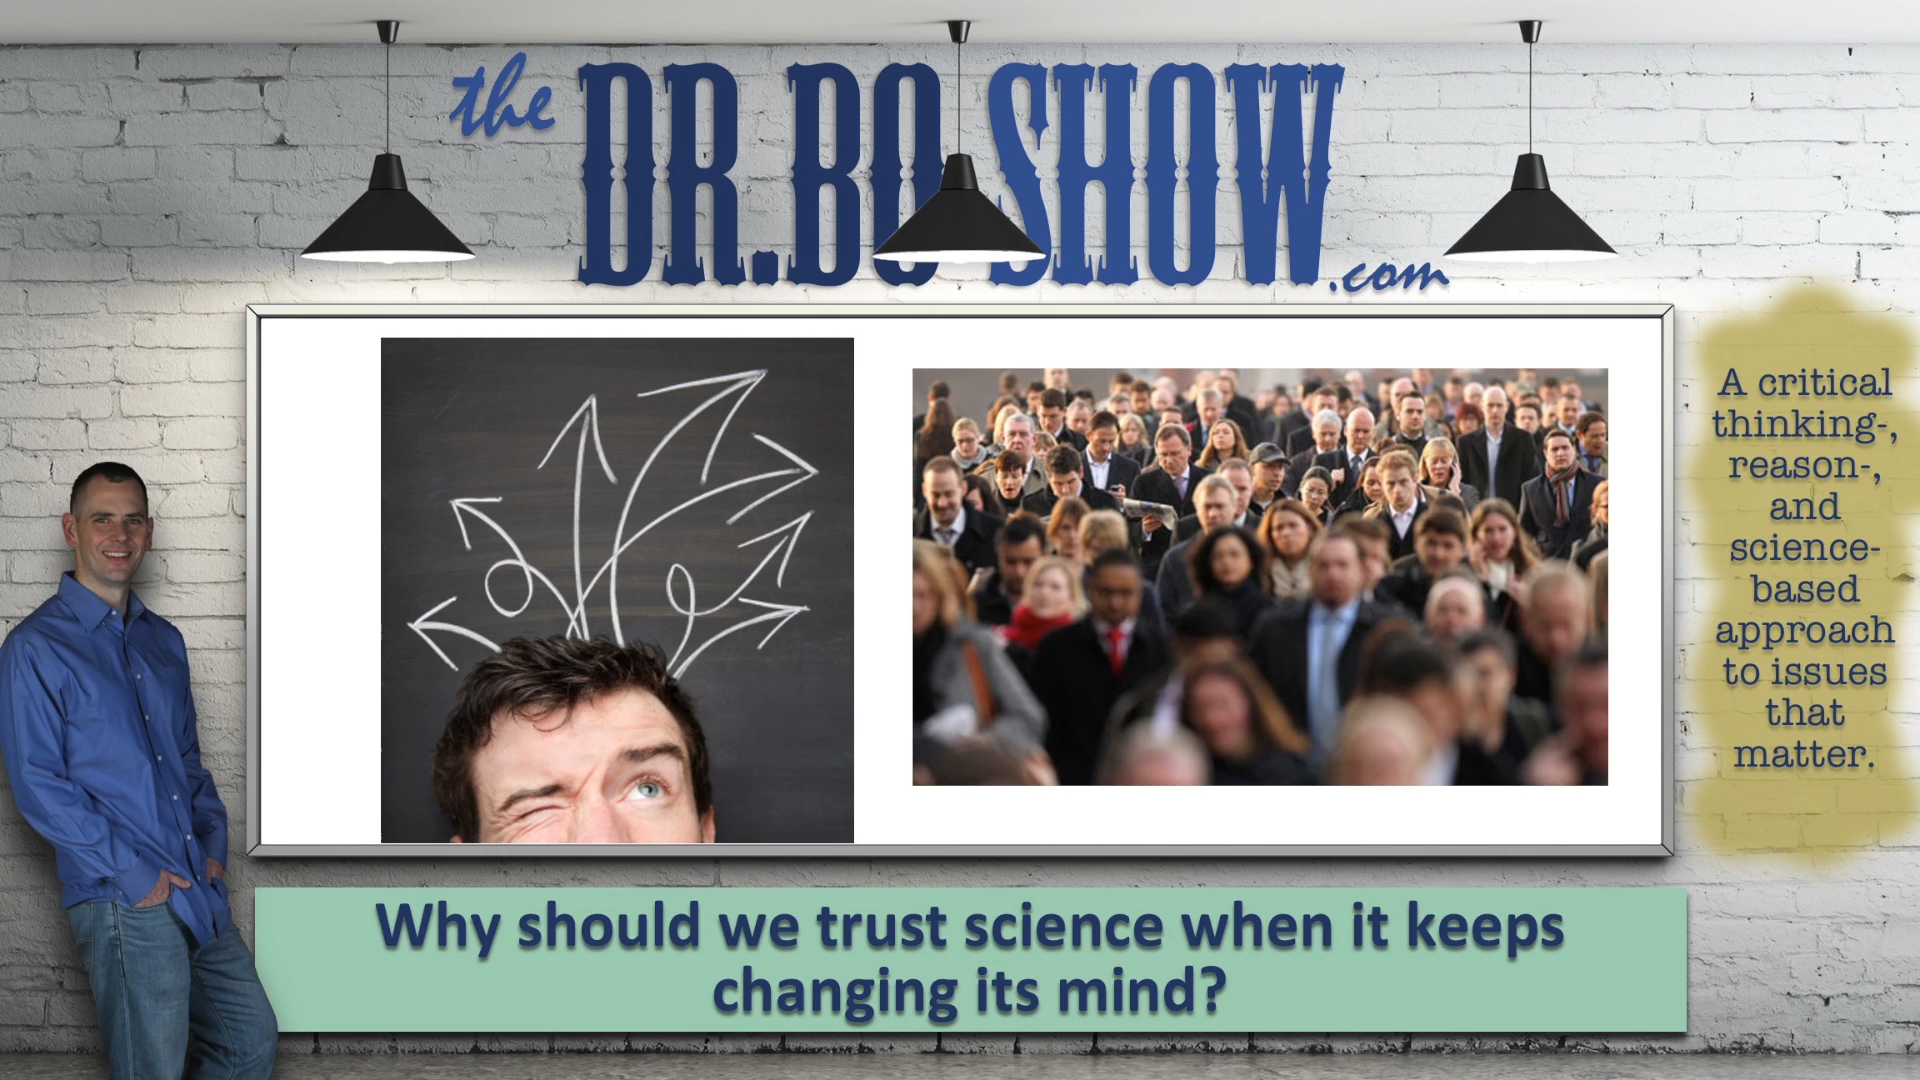 the DR. BO SHOW .com
A critical
thinking-,
reason-,
and
science-
based
approach
to issues
that
matter.
Why should we trust science when it keeps
changing its mind?